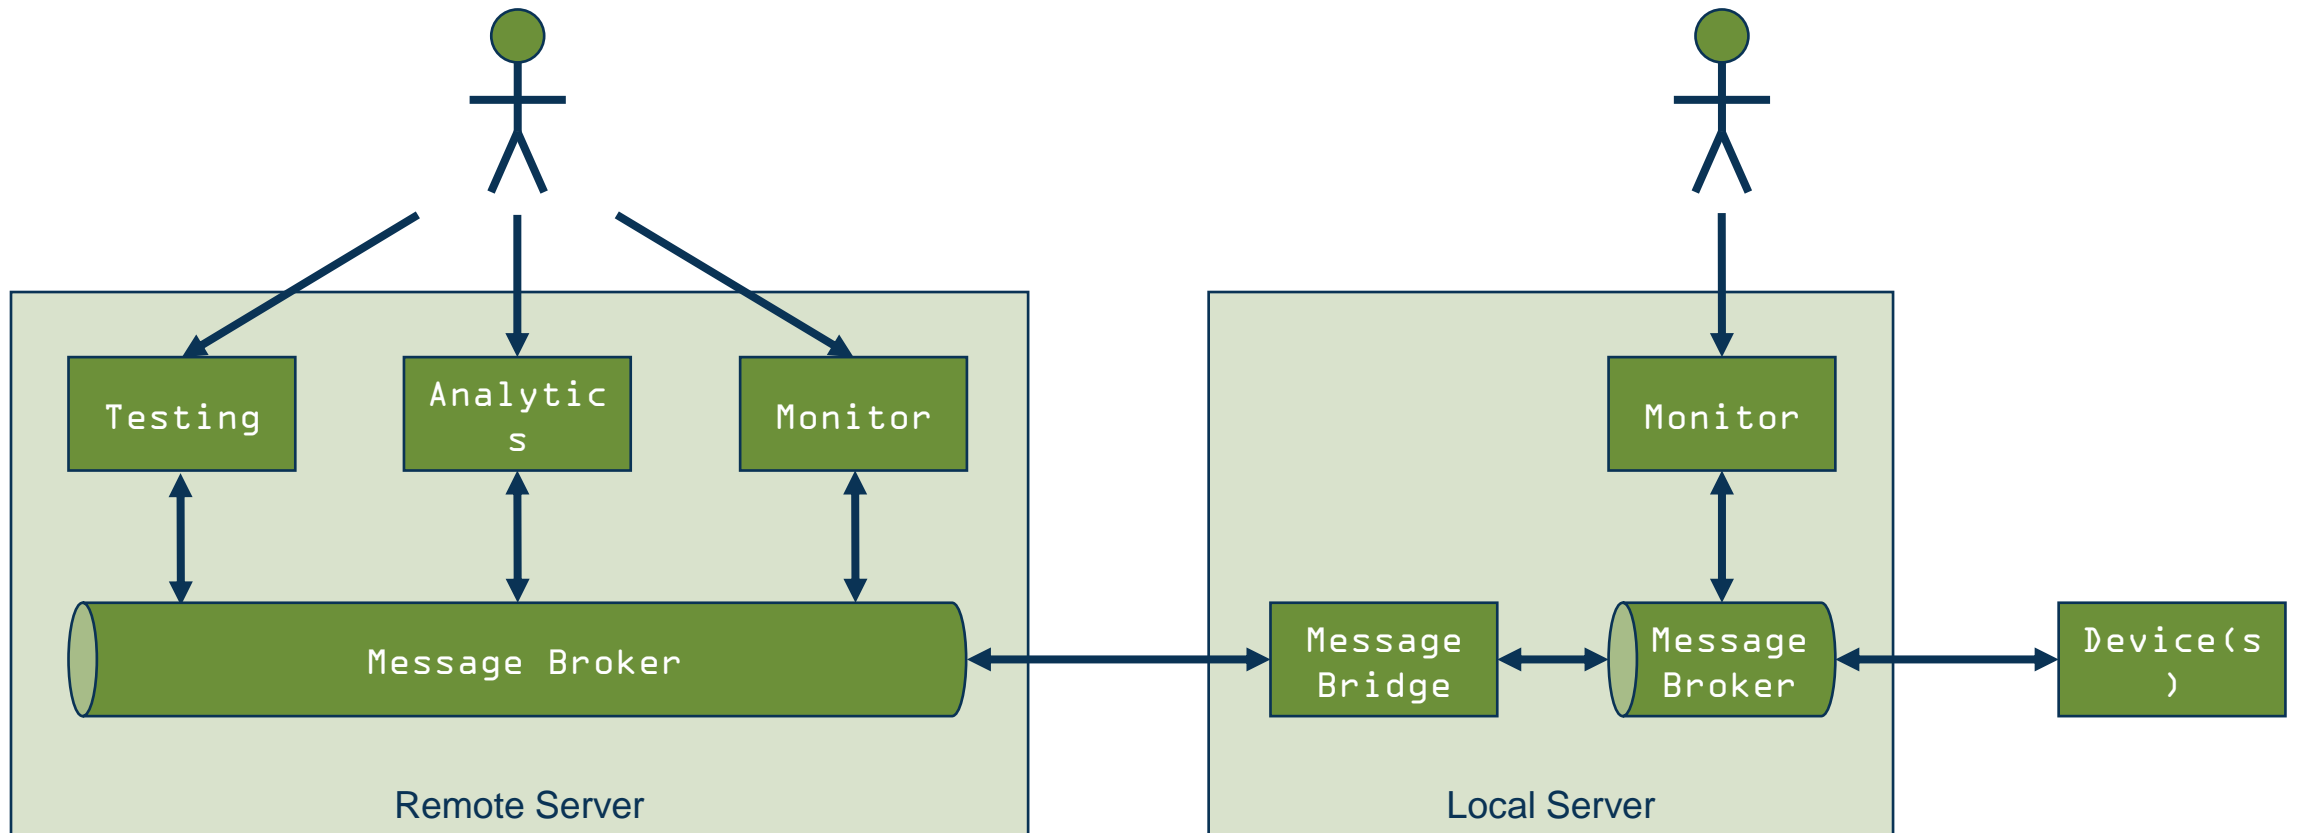 Testing
Analytic
s
Monitor
Monitor
Message Broker
Message
Bridge
Message
Broker
Device(s
)
Remote Server
Local Server